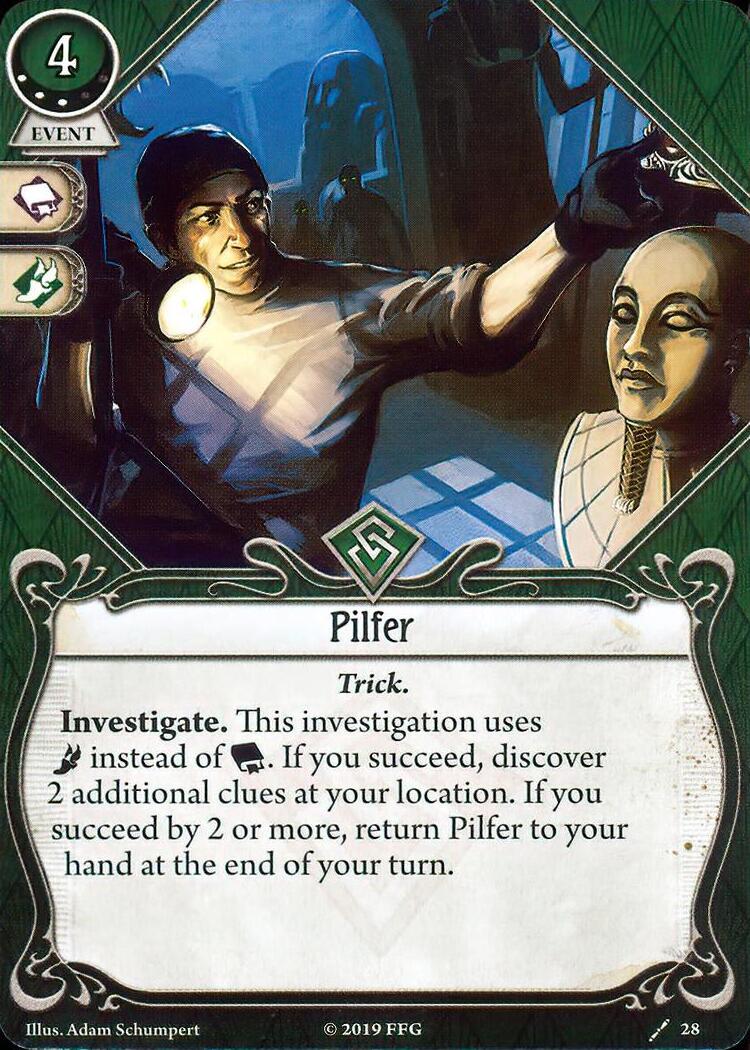 4
EVENT
Pilfer
Trick.
Investigate. This investigation uses
instead of . If you succeed, discover
2 additional clues at your location. If you
succeed by 2 or more, return Pilfer to your
hand at the end of your turn.
Illus. Adam Schumpert
© 2019 FFG
28